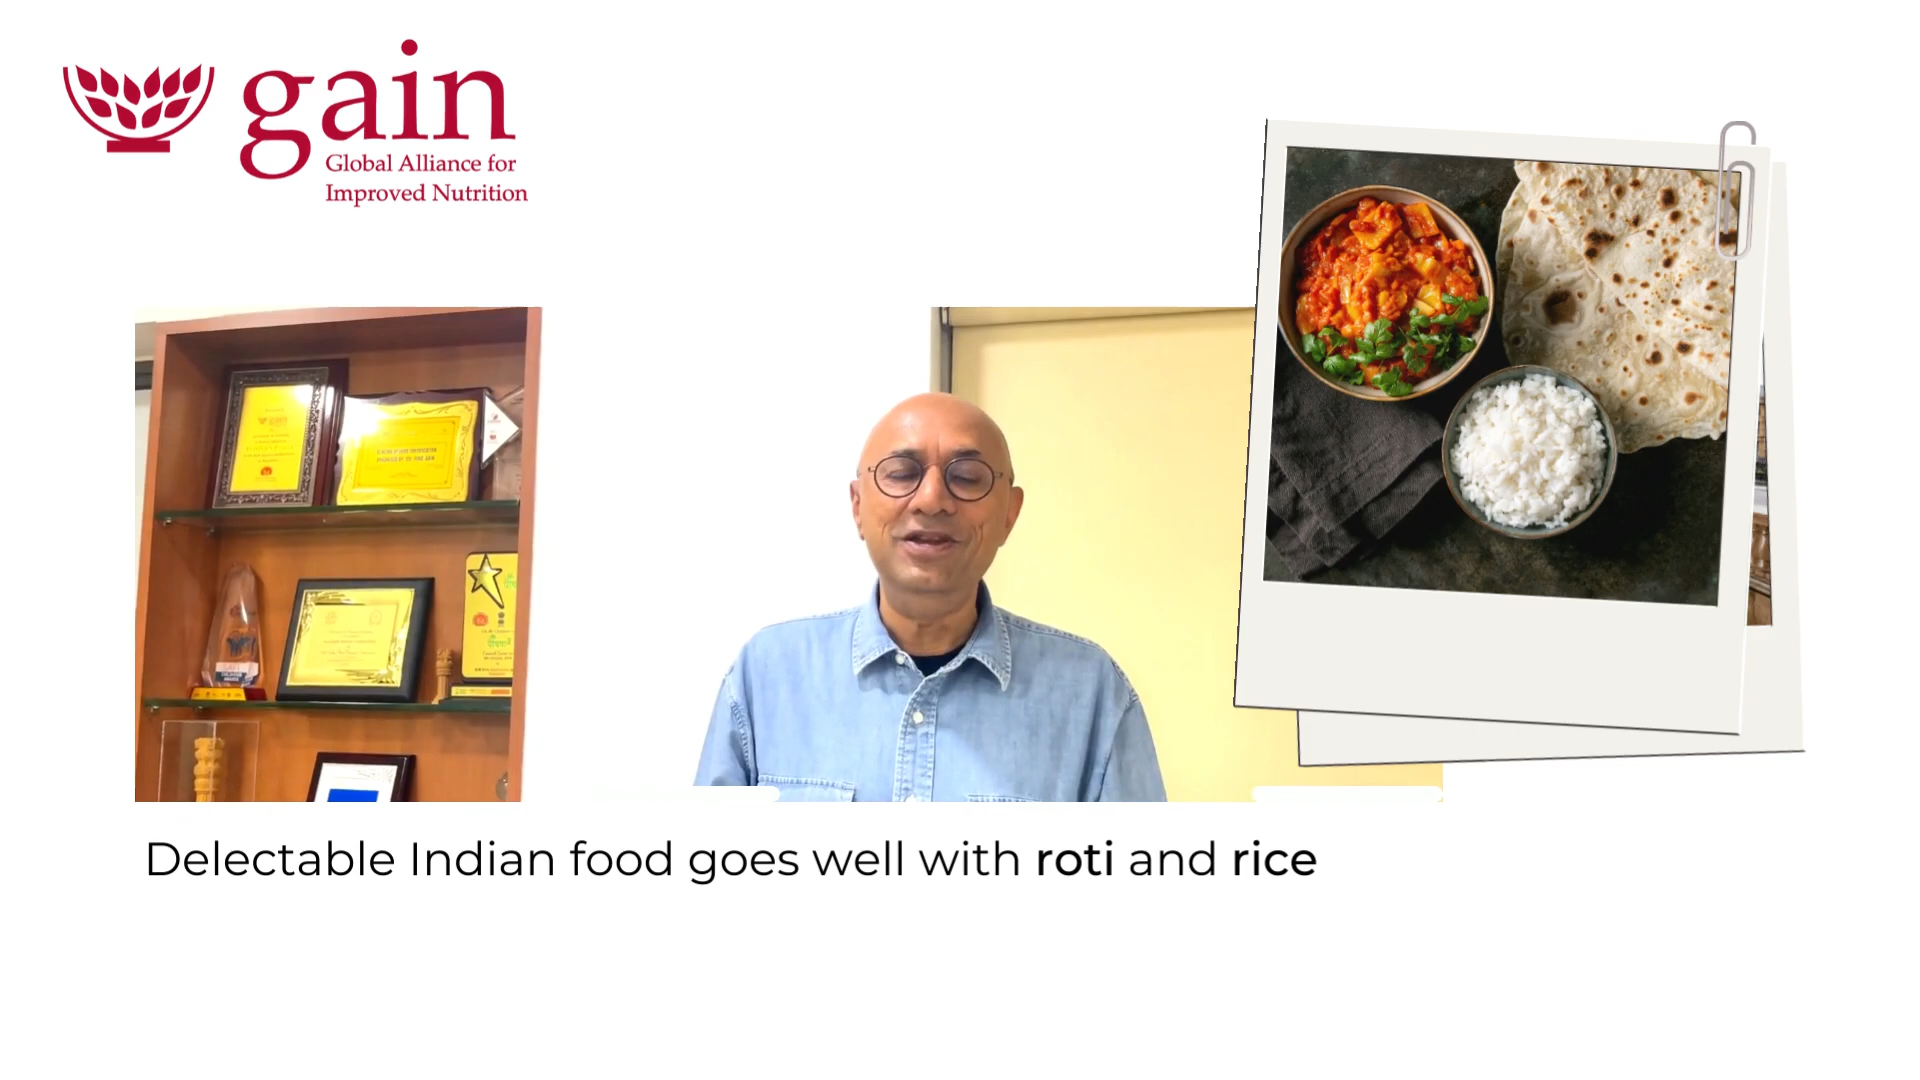 gain
Global Alliance for
Improved Nutrition
Delectable Indian food goes well with roti and rice